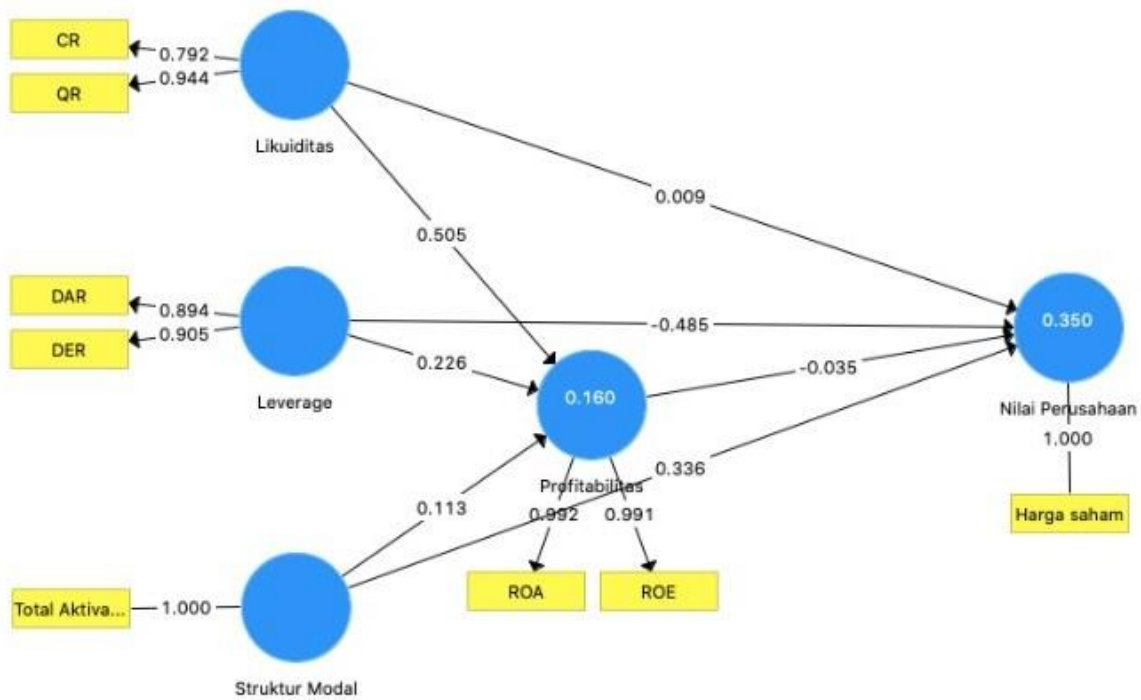 CR
0.792
0.944
QR
Likuiditas
0.009
0.505
DAR
0.894
0.905
DER
Leverage
-0.485
0.226
0.350
-0.035
0.160
Nilai Perusahaan
1.000
Harga saham
0.336
Profitabilitas
0.113
0.992
0.991
ROA
ROE
Total Aktiva...
1.000
Struktur Modal